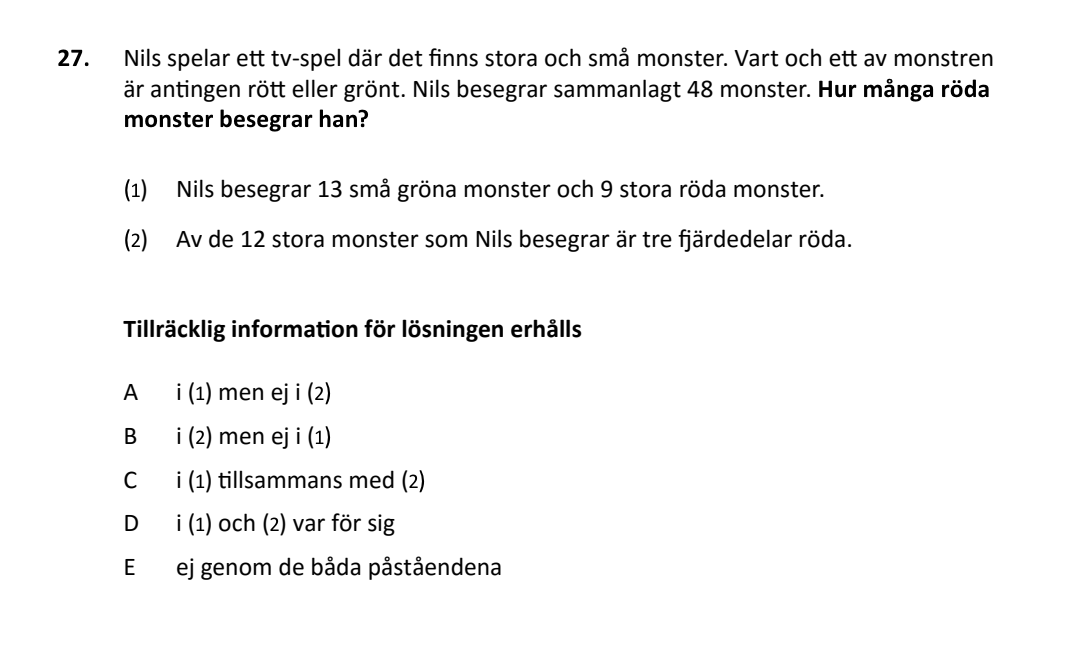 27. Nils spelar ett tv-spel där det finns stora och små monster. Vart och ett av monstren
är antingen rött eller grönt. Nils besegrar sammanlagt 48 monster. Hur många röda
monster besegrar han?
(1) Nils besegrar 13 små gröna monster och 9 stora röda monster.
(2) Av de 12 stora monster som Nils besegrar är tre fjärdedelar röda.
Tillräcklig information för lösningen erhålls
A i (1) men ej i (2)
B i (2) men ej i (1)
C i (1) tillsammans med (2)
D i (1) och (2) var för sig
E ej genom de båda påståendena